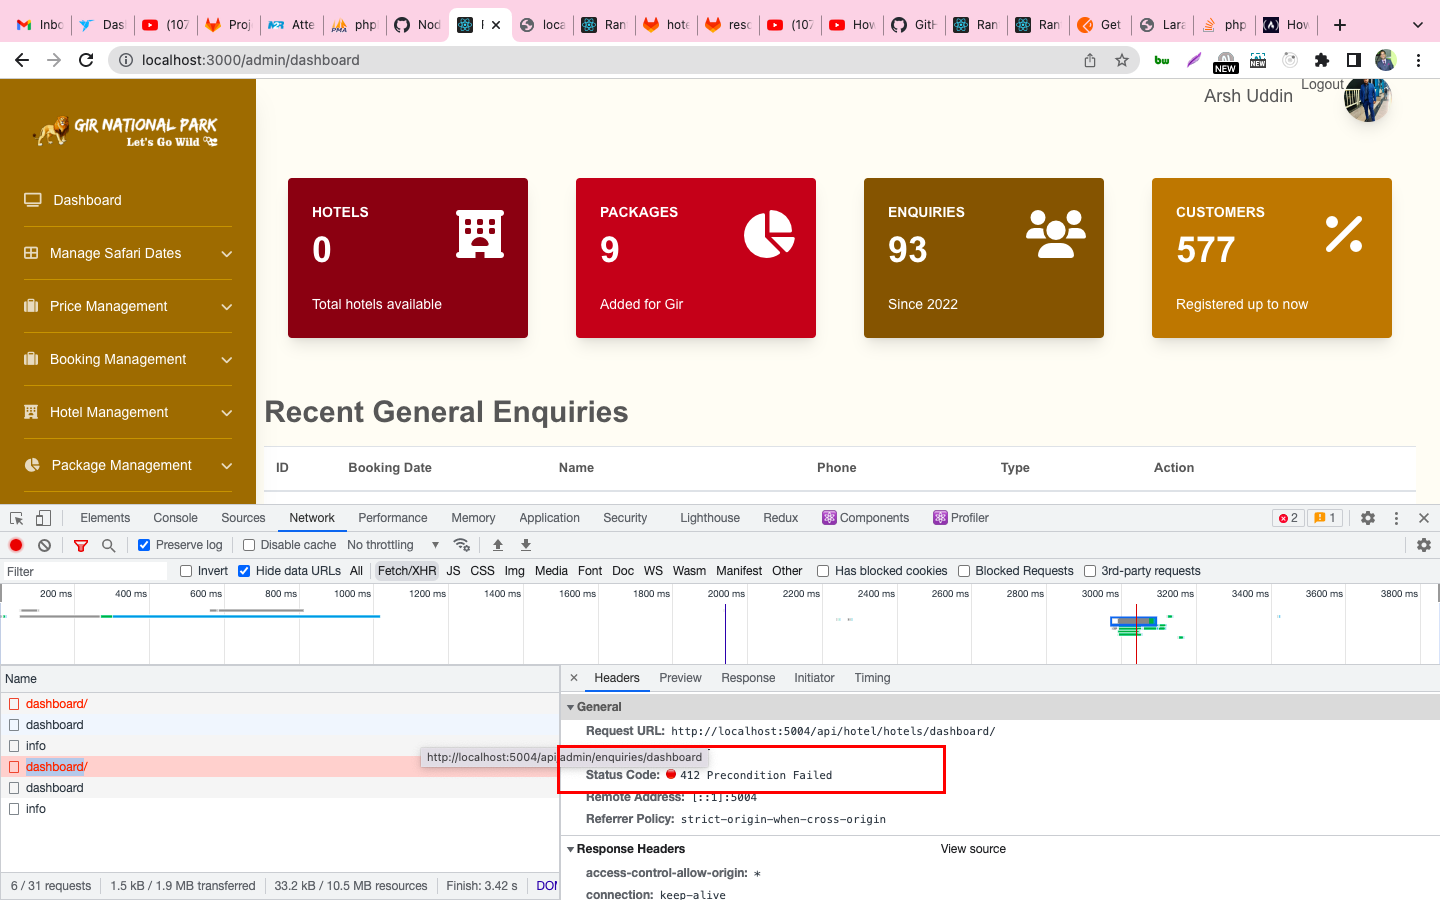 Inbo
Das
(107
Proj
Atte
php
Nod
F
loca
Ran
hote
resc
(107
How
GitH
Ran
Ran
Get
Lara
php
How
localhost:3000/admin/dashboard
bw
NEW
NEW
GIR NATIONAL PARK
Let's Go Wild
Dashboard
Manage Safari Dates
Price Management
Booking Management
Hotel Management
Package Management
Arsh Uddin
Logout
HOTELS
0
Total hotels available
PACKAGES
9
Added for Gir
ENQUIRIES
93
Since 2022
CUSTOMERS
577
Registered up to now
Recent General Enquiries
ID Booking Date Name Phone Type Action
Elements Console Sources Network Performance Memory Application Security Lighthouse Redux Components Profiler 2 1
Preserve log Disable cache No throttling
Filter Invert Hide data URLs All Fetch/XHR JS CSS Img Media Font Doc WS Wasm Manifest Other Has blocked cookies Blocked Requests 3rd-party requests
200 ms 400 ms 600 ms 800 ms 1000 ms 1200 ms 1400 ms 1600 ms 1800 ms 2000 ms 2200 ms 2400 ms 2600 ms 2800 ms 3000 ms 3200 ms 3400 ms 3600 ms 3800 ms
Name
dashboard/
dashboard
info
dashboard/
dashboard
info
http://localhost:5004/api/admin/enquiries/dashboard
6 / 31 requests 1.5 kB / 1.9 MB transferred 33.2 kB / 10.5 MB resources Finish: 3.42 s
Headers Preview Response Initiator Timing
General
Request URL: http://localhost:5004/api/hotel/hotels/dashboard/
Status Code: 412 Precondition Failed
Remote Address: [::1]:5004
Referrer Policy: strict-origin-when-cross-origin
Response Headers View source
access-control-allow-origin: *
connection: keep-alive